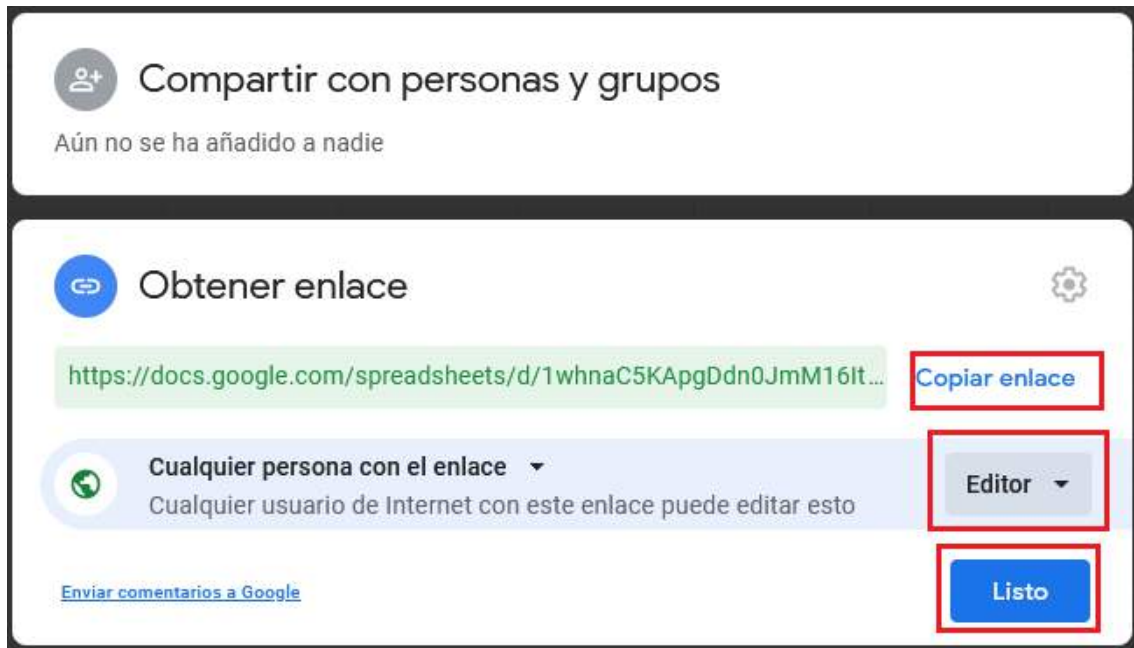 Compartir con personas y grupos
Aún no se ha añadido a nadie
Obtener enlace
https://docs.google.com/spreadsheets/d/1whnaC5KApgDdn0JmM16It...
Copiar enlace
Cualquier persona con el enlace
Cualquier usuario de Internet con este enlace puede editar esto
Editor
Enviar comentarios a Google
Listo